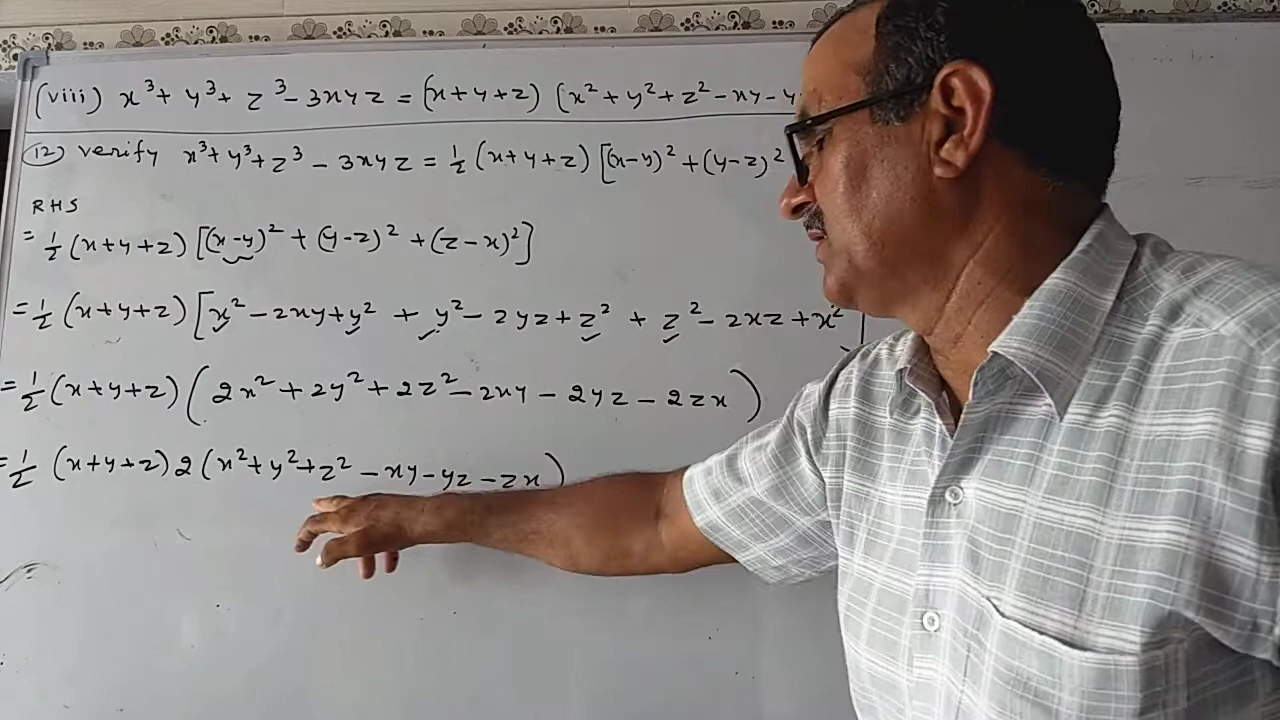 (viii) x³ + y³ + z³ - 3xyz = (x+y+z) (x² + y² + z² - xy - y
(12) verify x³ + y³ + z³ - 3xyz = 1/2 (x+y+z) [(x-y)² + (y-z)²
RHS
= 1/2 (x+y+z) [(x-y)² + (y-z)² + (z-x)²]
= 1/2 (x+y+z) [x² - 2xy + y² + y² - 2yz + z² + z² - 2xz + x²]
= 1/2 (x+y+z) (2x² + 2y² + 2z² - 2xy - 2yz - 2zx)
= 1/2 (x+y+z) 2 (x² + y² + z² - xy - yz - zx)